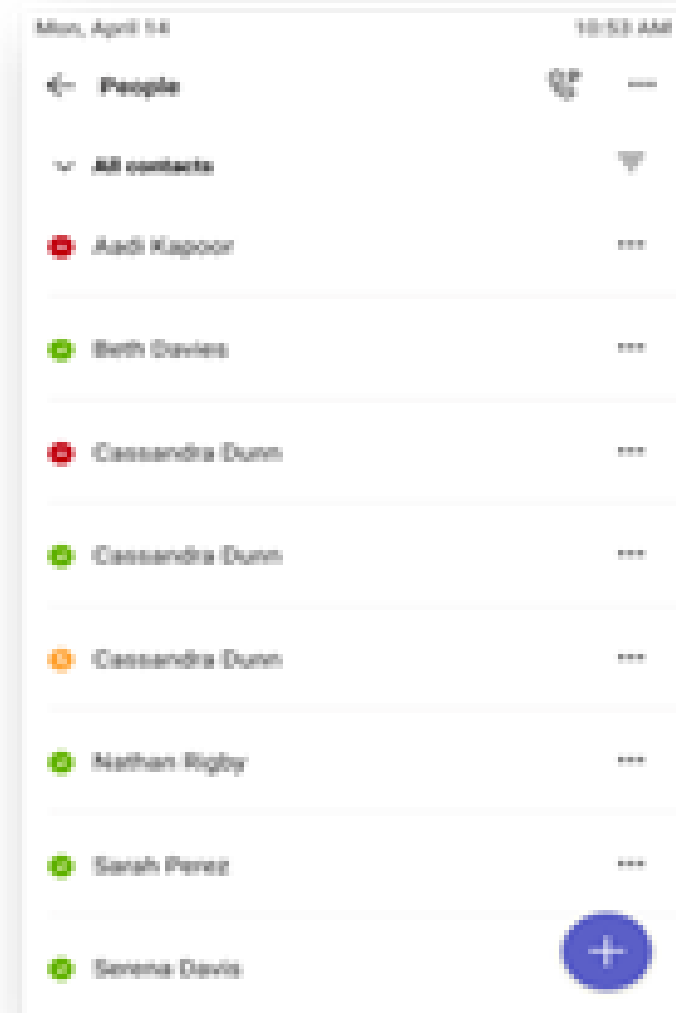 Mon, April 14 10:53 AM
People
All contacts
Aadi Kapoor
Beth Davies
Cassandra Dunn
Cassandra Dunn
Cassandra Dunn
Nathan Rigby
Sarah Perez
Serena Davis